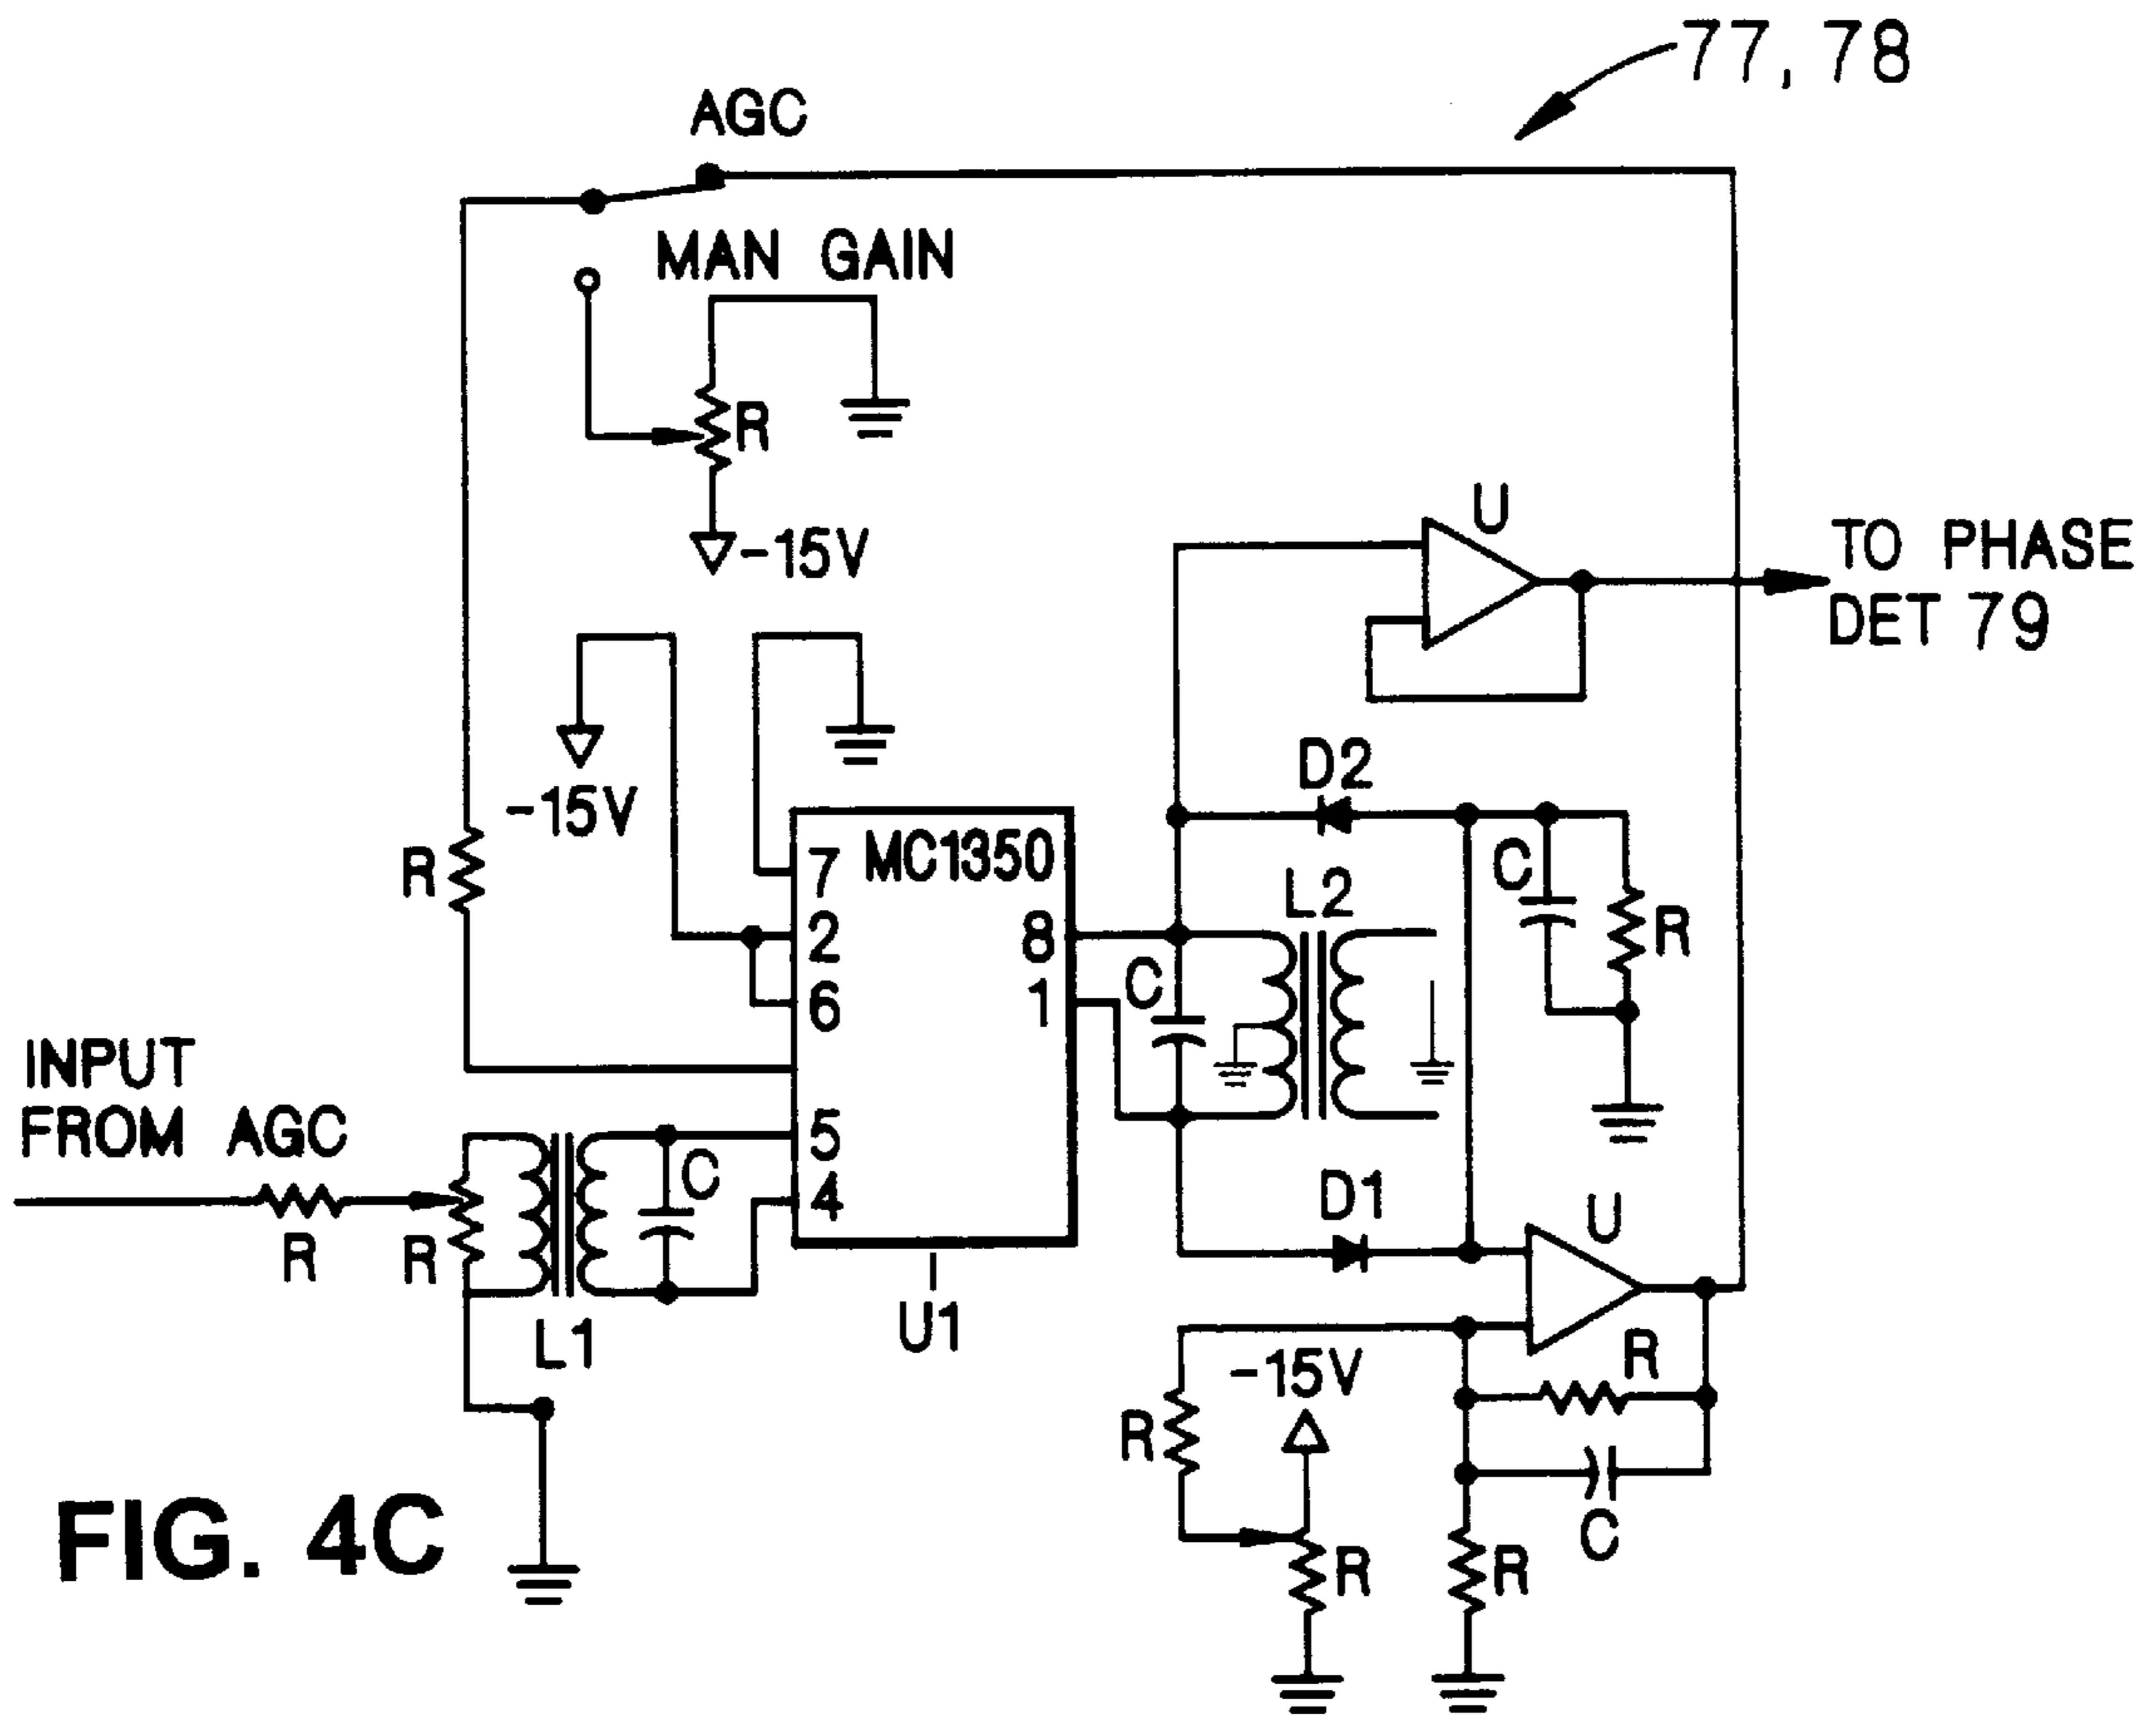 77, 78
AGC
MAN GAIN
R
-15V
U
TO PHASE
DET 79
-15V
D2
R
MC1350
7
2
6
8
1
5
4
C
L2
C
R
INPUT
FROM AGC
R
R
C
L1
U1
D1
U
R
-15V
R
R
R
C
FIG. 4C